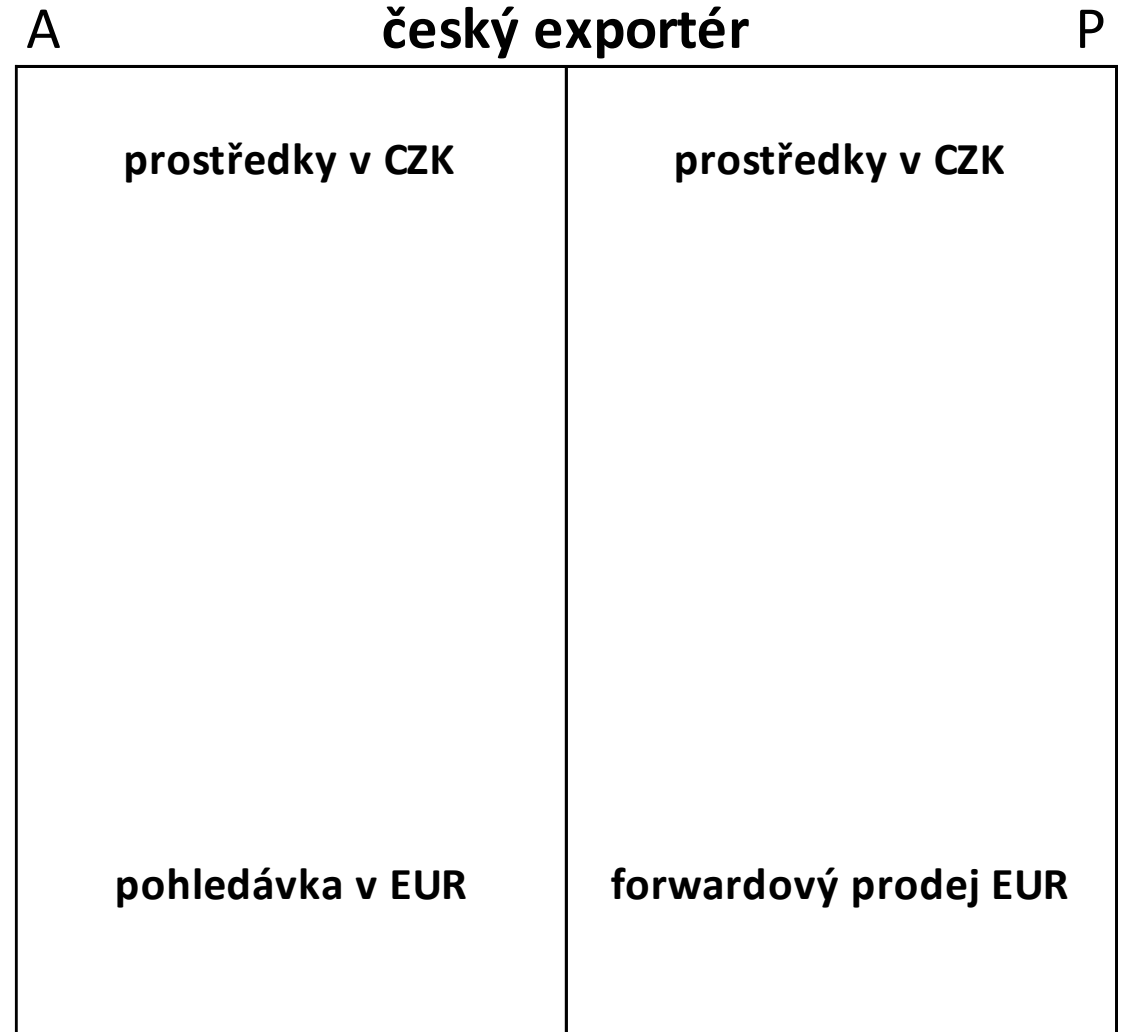 A český exportér P
prostředky v CZK prostředky v CZK
pohledávka v EUR forwardový prodej EUR